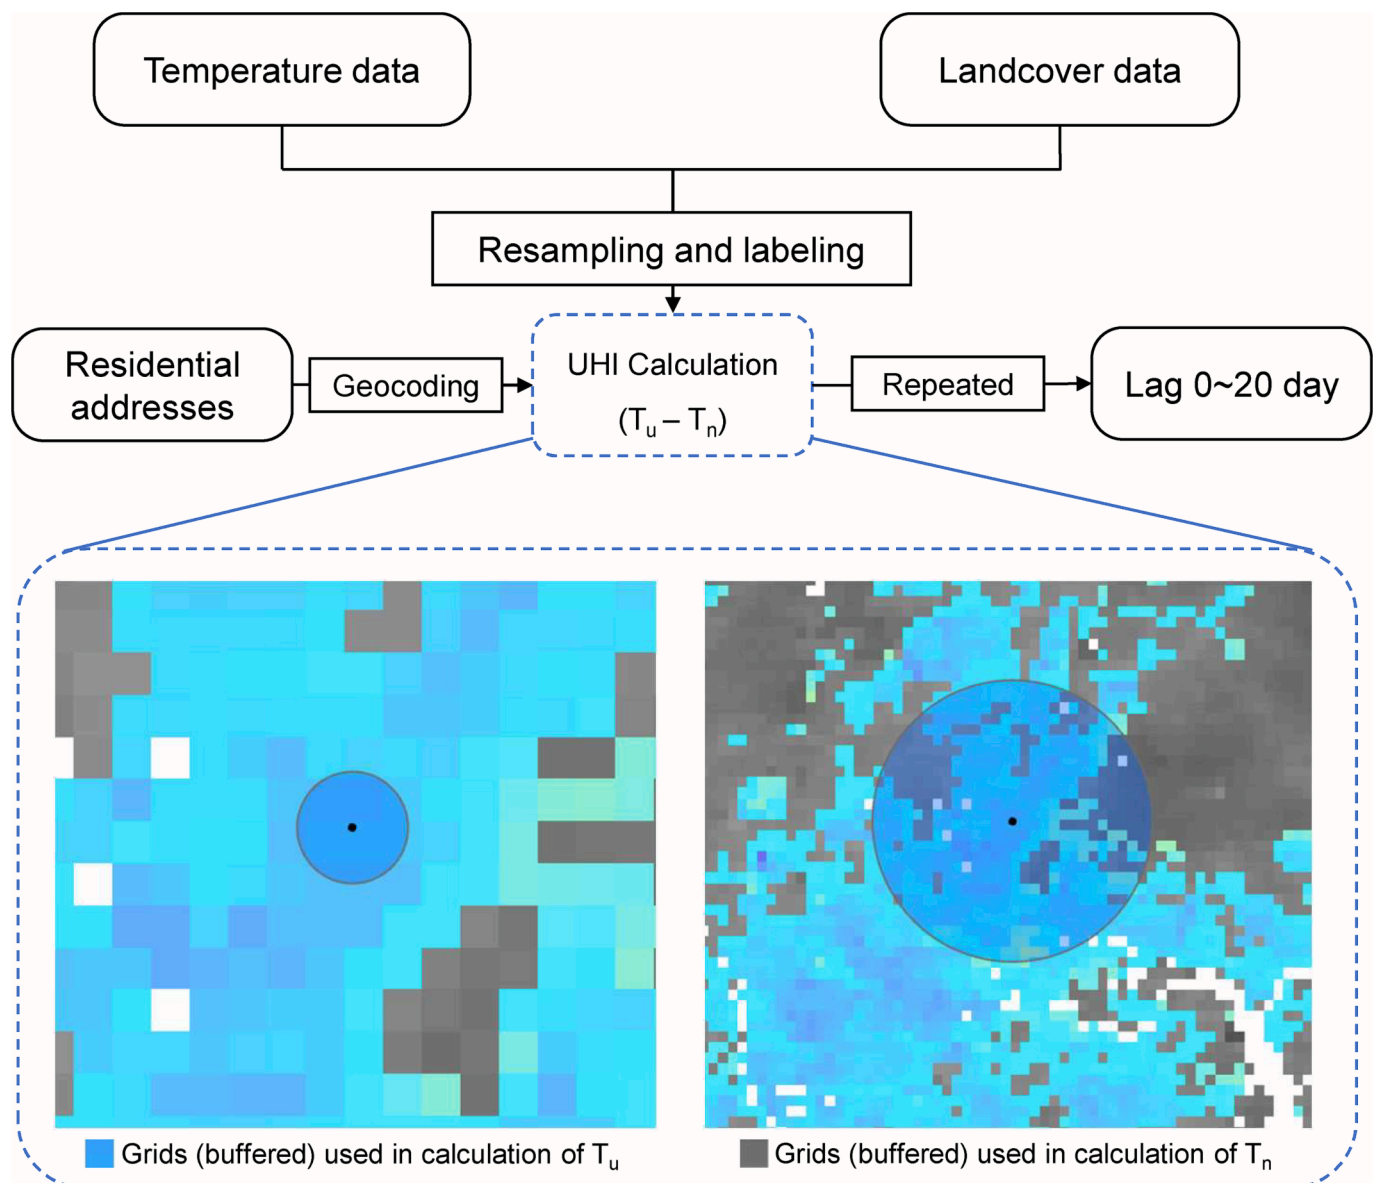 Temperature data
Landcover data
Resampling and labeling
Residential
addresses
Geocoding
UHI Calculation
(Tu – Tn)
Repeated
Lag 0~20 day
Grids (buffered) used in calculation of Tu
Grids (buffered) used in calculation of Tn